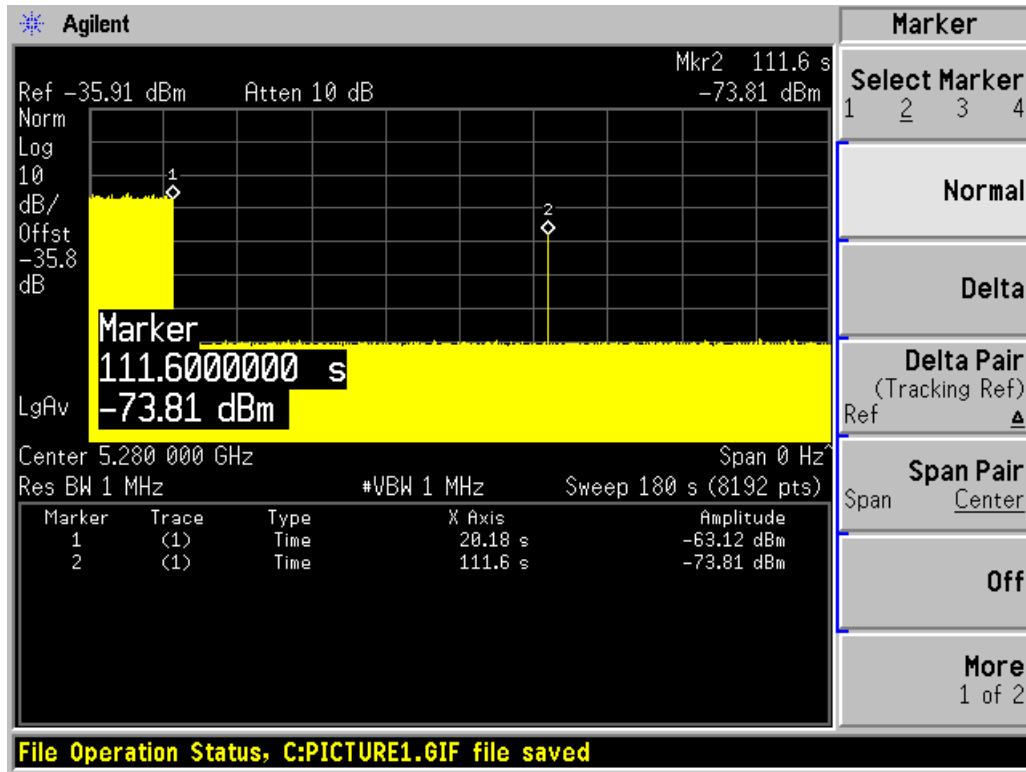 Agilent
Mkr2 111.6 s
Ref -35.91 dBm Atten 10 dB -73.81 dBm
Norm
Log
10
dB/
Offst
-35.8
dB
LgAv
1
2
Marker
111.6000000 s
-73.81 dBm
Center 5.280 000 GHz Span 0 Hz^
Res BW 1 MHz #VBW 1 MHz Sweep 180 s (8192 pts)
Marker Trace Type X Axis Amplitude
1 (1) Time 20.18 s -63.12 dBm
2 (1) Time 111.6 s -73.81 dBm
File Operation Status, C:PICTURE1.GIF file saved
Marker
Select Marker
1 2 3 4
Normal
Delta
Delta Pair
(Tracking Ref)
Ref Δ
Span Pair
Span Center
Off
More
1 of 2